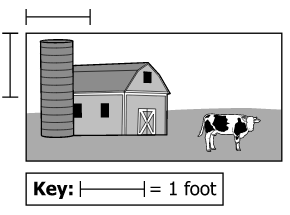 Key: = 1 foot